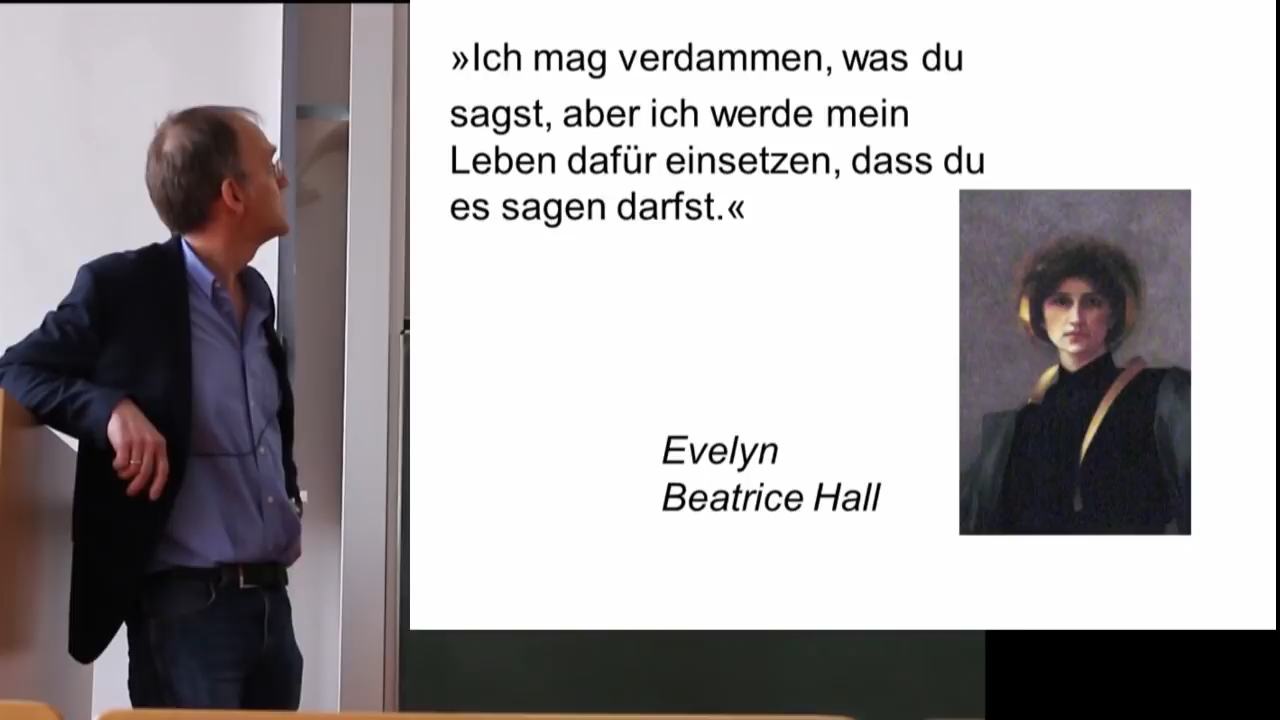 »Ich mag verdammen, was du
sagst, aber ich werde mein
Leben dafür einsetzen, dass du
es sagen darfst.«
Evelyn
Beatrice Hall